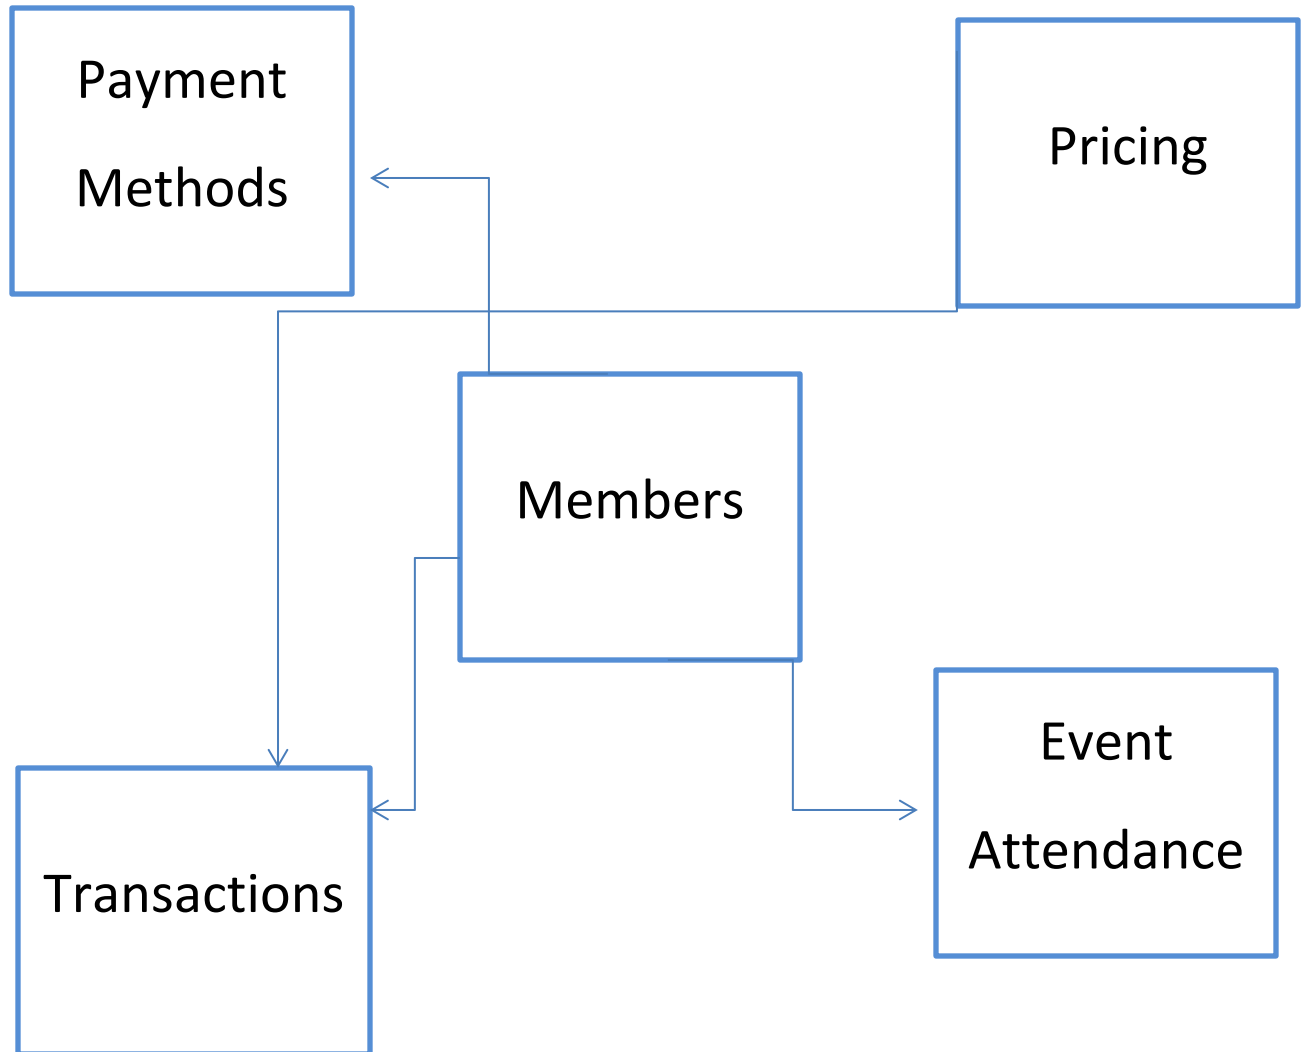 Payment
Methods
Pricing
Members
Event
Attendance
Transactions